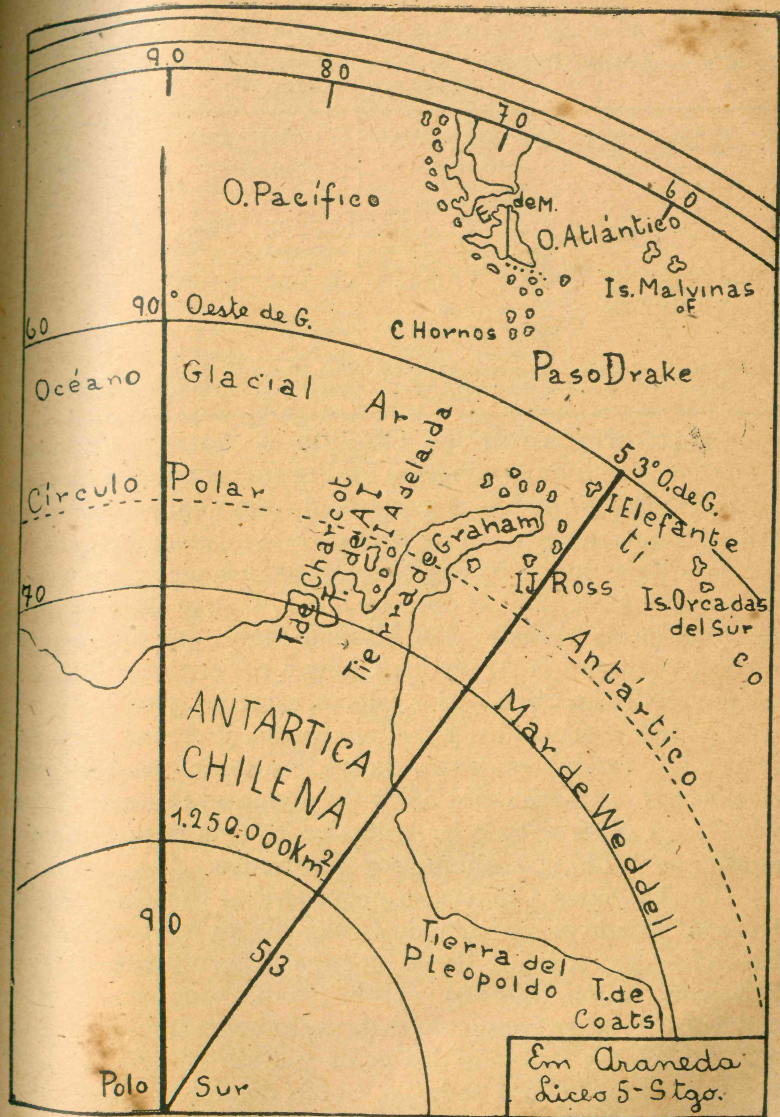 90
80
70
60
O. Pacífico
E. de M.
O. Atlántico
Is. Malvinas
F
60
90° Oeste de G.
C Hornos
Paso Drake
Océano Glacial Ar
ti
co
53° O. de G.
Círculo Polar
Antártico
T. de Charcot
T. de A I
I Adelaida
Tierra de Graham
I Elefante
IJ Ross
Is. Orcadas
del Sur
70
ANTARTICA
CHILENA
1.250.000 km²
Mar de Weddell
90
53
Tierra del
P Leopoldo
T. de
Coats
Polo Sur
Em Araneda
Liceo 5 - Stgo.